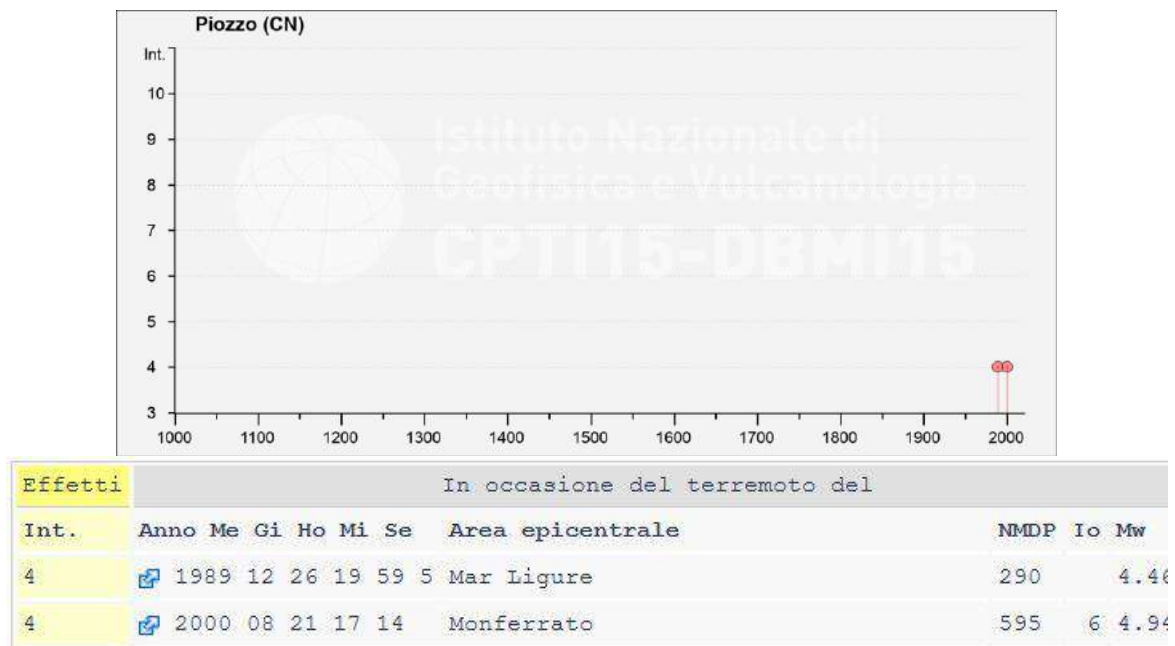 Piozzo (CN)
Int.
10
9
8
7
6
5
4
3
1000 1100 1200 1300 1400 1500 1600 1700 1800 1900 2000
Istituto Nazionale di
Geofisica e Vulcanologia
CPTI15-DBMI15
Effetti In occasione del terremoto del
Int. Anno Me Gi Ho Mi Se Area epicentrale NMDP Io Mw
4 1989 12 26 19 59 5 Mar Ligure 290 4.46
4 2000 08 21 17 14 Monferrato 595 6 4.94